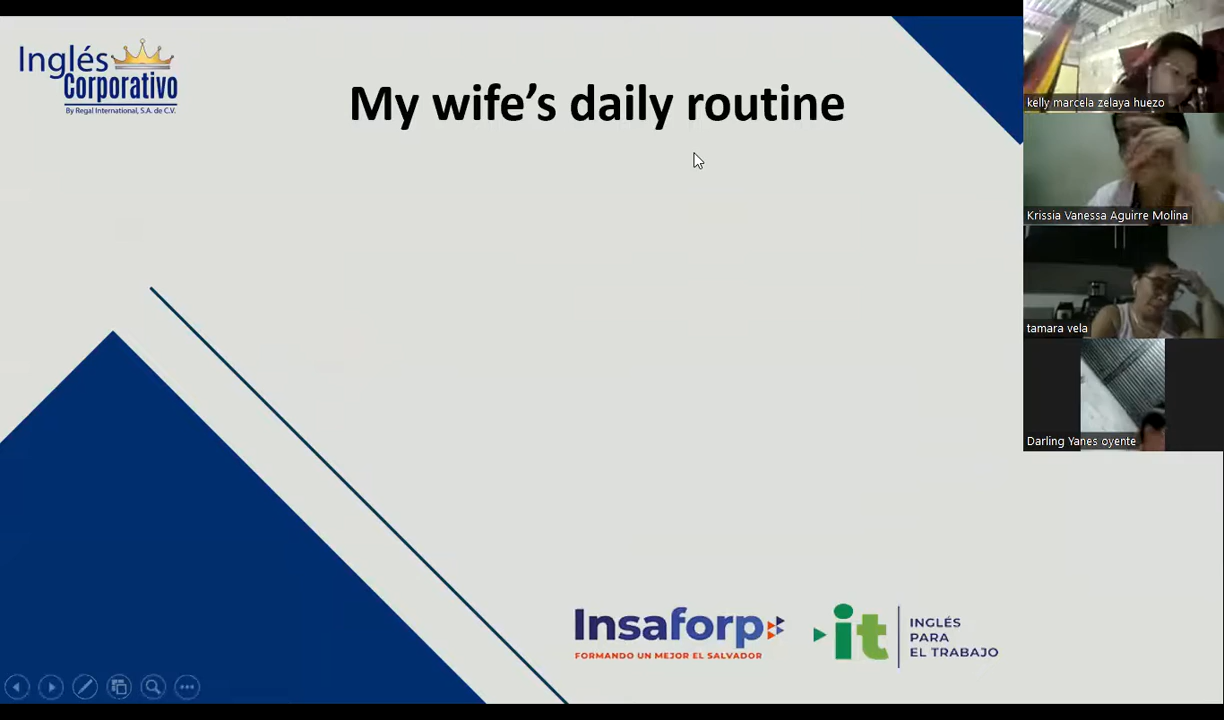 Inglés
Corporativo
By Regal International, S.A. de C.V.
My wife's daily routine
kelly marcela zelaya huezo
Krissia Vanessa Aguirre Molina
tamara vela
Darling Yanes oyente
Insaforp
FORMANDO UN MEJOR EL SALVADOR
it
INGLÉS
PARA
EL TRABAJO